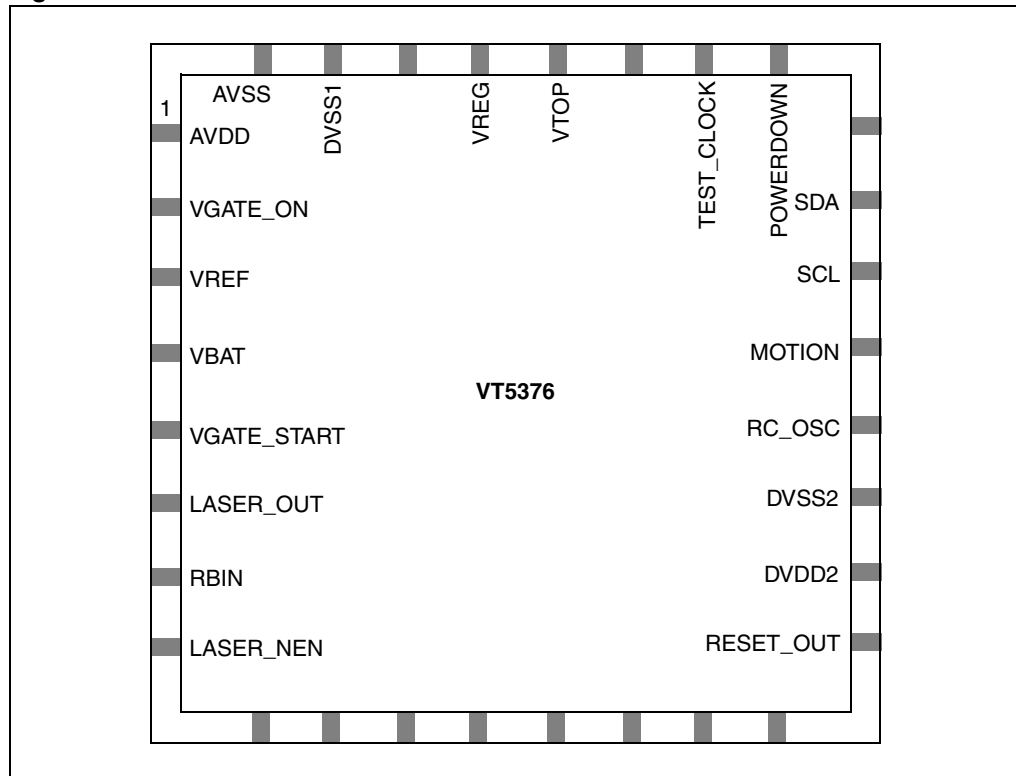 1
AVSS
DVSS1
VREG
VTOP
TEST_CLOCK
POWERDOWN
AVDD
VGATE_ON
VREF
VBAT
VGATE_START
LASER_OUT
RBIN
LASER_NEN
VT5376
SDA
SCL
MOTION
RC_OSC
DVSS2
DVDD2
RESET_OUT